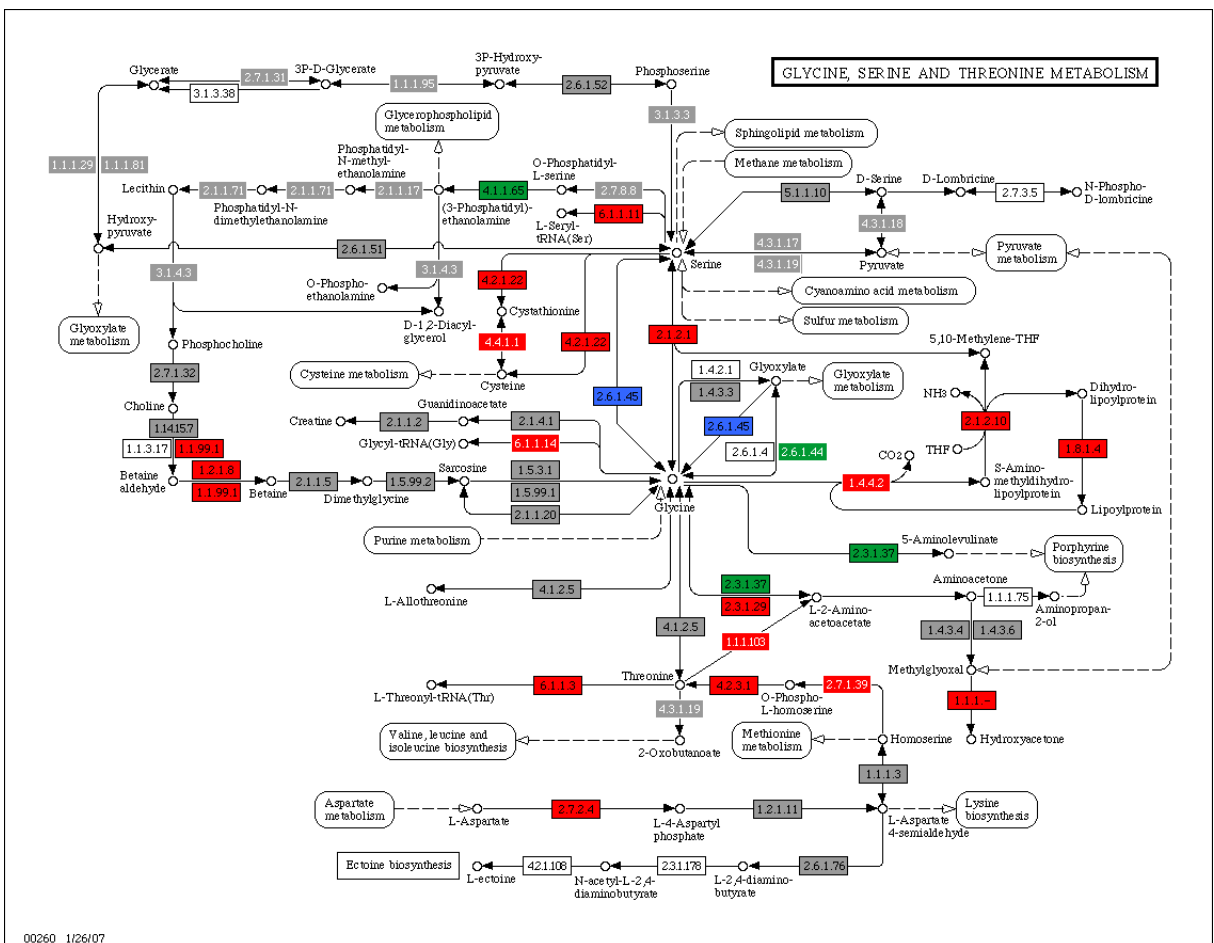 GLYCINE, SERINE AND THREONINE METABOLISM
Glycerate
2.7.1.31
3.1.3.38
3P-D-Glycerate
1.1.1.95
3P-Hydroxy-
pyruvate
2.6.1.52
Phosphoserine
3.1.3.3
Glycerophospholipid
metabolism
Sphingolipid metabolism
Methane metabolism
1.1.1.29
1.1.1.81
Phosphatidyl-
N-methyl-
ethanolamine
O-Phosphatidyl-
L-serine
Lecithin
2.1.1.71
2.1.1.71
2.1.1.17
4.1.1.65
2.7.8.8
Phosphatidyl-N-
dimethylethanolamine
(3-Phosphatidyl)-
ethanolamine
6.1.1.11
L-Seryl-
tRNA(Ser)
5.1.1.10
D-Serine
D-Lombricine
2.7.3.5
N-Phospho-
D-lombricine
4.3.1.18
Hydroxy-
pyruvate
2.6.1.51
Serine
4.3.1.17
4.3.1.19
Pyruvate
Pyruvate
metabolism
3.1.4.3
3.1.4.3
O-Phospho-
ethanolamine
4.2.1.22
Cystathionine
Cyanoamino acid metabolism
Sulfur metabolism
Glyoxylate
metabolism
D-1,2-Diacyl-
glycerol
4.4.1.1
4.2.1.22
2.1.2.1
5,10-Methylene-THF
Phosphocholine
2.7.1.32
Cysteine metabolism
Cysteine
1.4.2.1
1.4.3.3
Glyoxylate
Glyoxylate
metabolism
NH3
Dihydro-
lipoylprotein
Choline
Creatine
2.1.1.2
Guanidinoacetate
2.1.4.1
2.6.1.45
2.6.1.45
2.1.2.10
1.14.15.7
1.1.3.17
1.1.99.1
Glycyl-tRNA(Gly)
6.1.1.14
2.6.1.4
2.6.1.44
CO2
THF
1.8.1.4
Betaine
aldehyde
1.2.1.8
1.1.99.1
Betaine
2.1.1.5
Dimethylglycine
1.5.99.2
Sarcosine
1.5.3.1
1.5.99.1
2.1.1.20
Glycine
1.4.4.2
S-Amino-
methyldihydro-
lipoylprotein
Lipoylprotein
Purine metabolism
2.3.1.37
5-Aminolevulinate
Porphyrine
biosynthesis
L-Allothreonine
4.1.2.5
2.3.1.37
2.3.1.29
L-2-Amino-
acetoacetate
Aminoacetone
1.1.1.75
Aminopropan-
2-ol
4.1.2.5
1.1.1.103
1.4.3.4
1.4.3.6
Methylglyoxal
L-Threonyl-tRNA(Thr)
6.1.1.3
Threonine
4.2.3.1
O-Phospho-
L-homoserine
2.7.1.39
1.1.1.-
4.3.1.19
Valine, leucine and
isoleucine biosynthesis
2-Oxobutanoate
Methionine
metabolism
Homoserine
Hydroxyacetone
1.1.1.3
Aspartate
metabolism
L-Aspartate
2.7.2.4
L-4-Aspartyl
phosphate
1.2.1.11
L-Aspartate
4-semialdehyde
Lysine
biosynthesis
Ectoine biosynthesis
L-ectoine
4.2.1.108
N-acetyl-L-2,4-
diaminobutyrate
2.3.1.178
L-2,4-diamino-
butyrate
2.6.1.76
00260 1/26/07